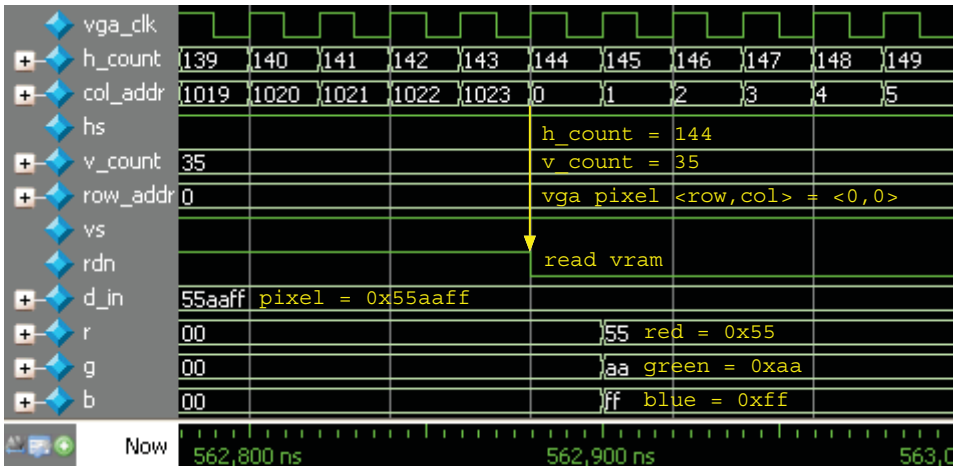 vga_clk
h_count 139 140 141 142 143 144 145 146 147 148 149
col_addr 1019 1020 1021 1022 1023 0 1 2 3 4 5
hs h_count = 144
v_count 35 v_count = 35
row_addr 0 vga pixel <row,col> = <0,0>
vs
rdn read vram
d_in 55aaff pixel = 0x55aaff
r 00 55 red = 0x55
g 00 aa green = 0xaa
b 00 ff blue = 0xff
Now 562,800 ns 562,900 ns 563,0